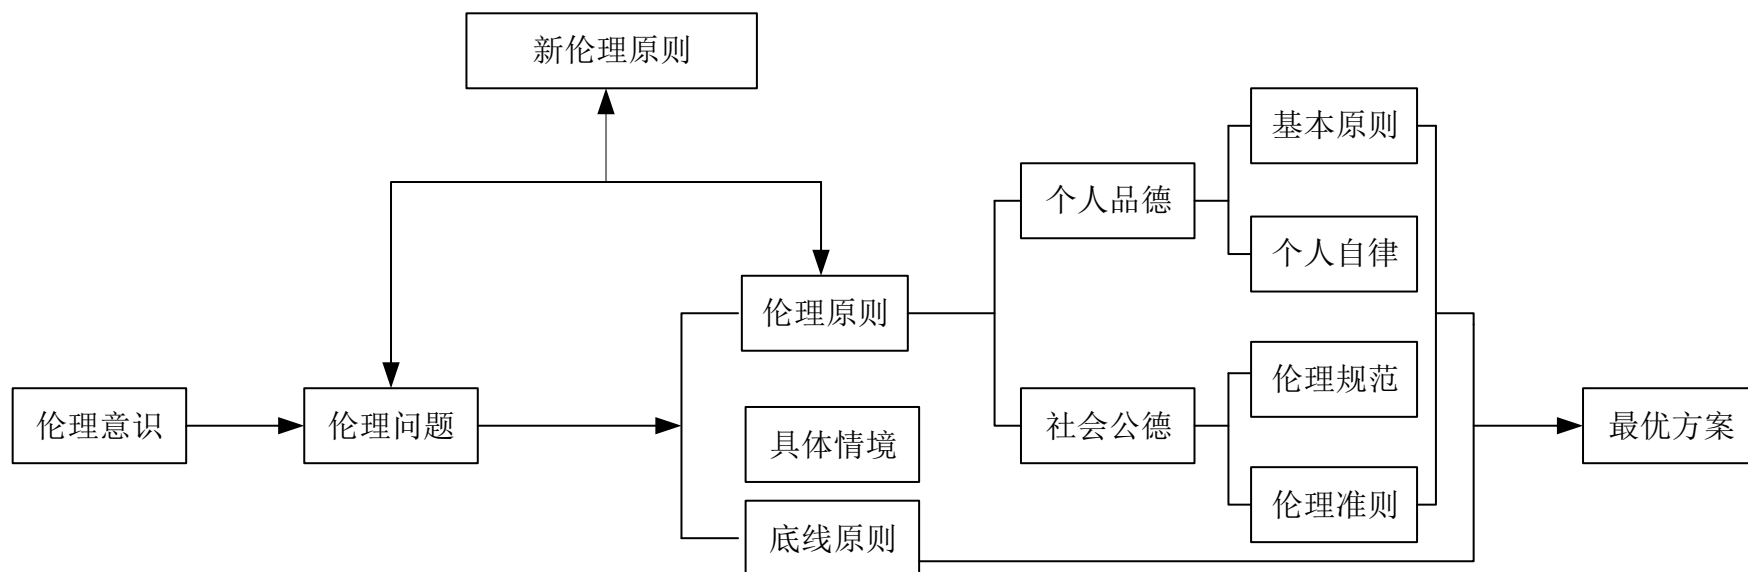 新伦理原则
基本原则
个人品德
个人自律
伦理原则
伦理规范
伦理意识
伦理问题
具体情境
社会公德
最优方案
伦理准则
底线原则